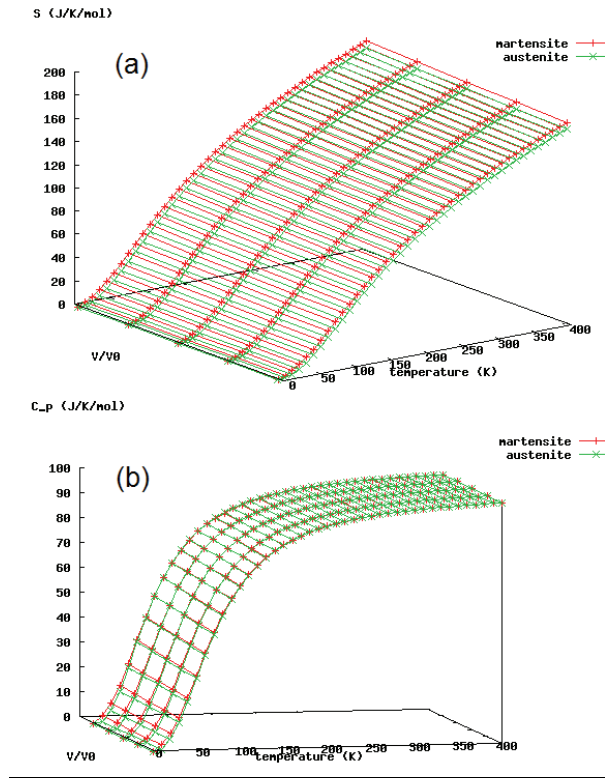 S (J/K/mol)
(a)
martensite
austenite
200
180
160
140
120
100
80
60
40
20
0
V/V0
0 50 100 150 200 250 300 350 400
temperature (K)
C_p (J/K/mol)
(b)
martensite
austenite
100
90
80
70
60
50
40
30
20
10
0
V/V0
0 50 100 150 200 250 300 350 400
temperature (K)